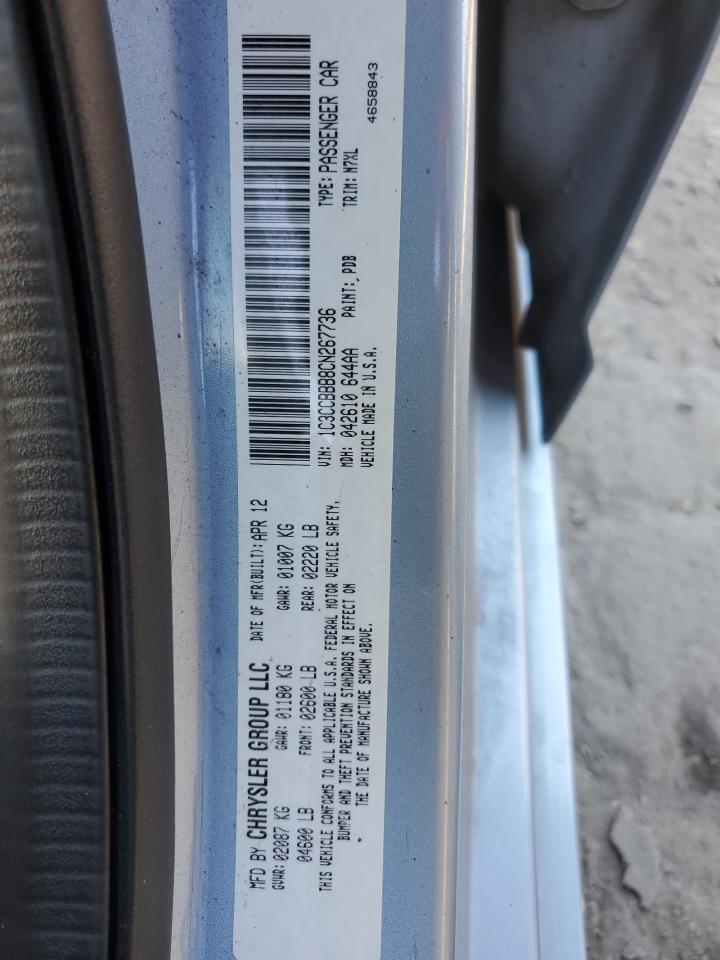 MFD BY CHRYSLER GROUP LLC DATE OF MFR(BUILT): APR 12
GVWR: 02087 KG GAWR: 01180 KG GAWR: 01007 KG
04600 LB FRONT: 02600 LB REAR: 02220 LB
THIS VEHICLE CONFORMS TO ALL APPLICABLE U.S.A. FEDERAL MOTOR VEHICLE SAFETY,
BUMPER AND THEFT PREVENTION STANDARDS IN EFFECT ON
THE DATE OF MANUFACTURE SHOWN ABOVE.
VIN: 1C3CCBBB8CN267736 TYPE: PASSENGER CAR
MDH: 042610 644AA PAINT: PDB TRIM: N7XL
VEHICLE MADE IN U.S.A. 4658843